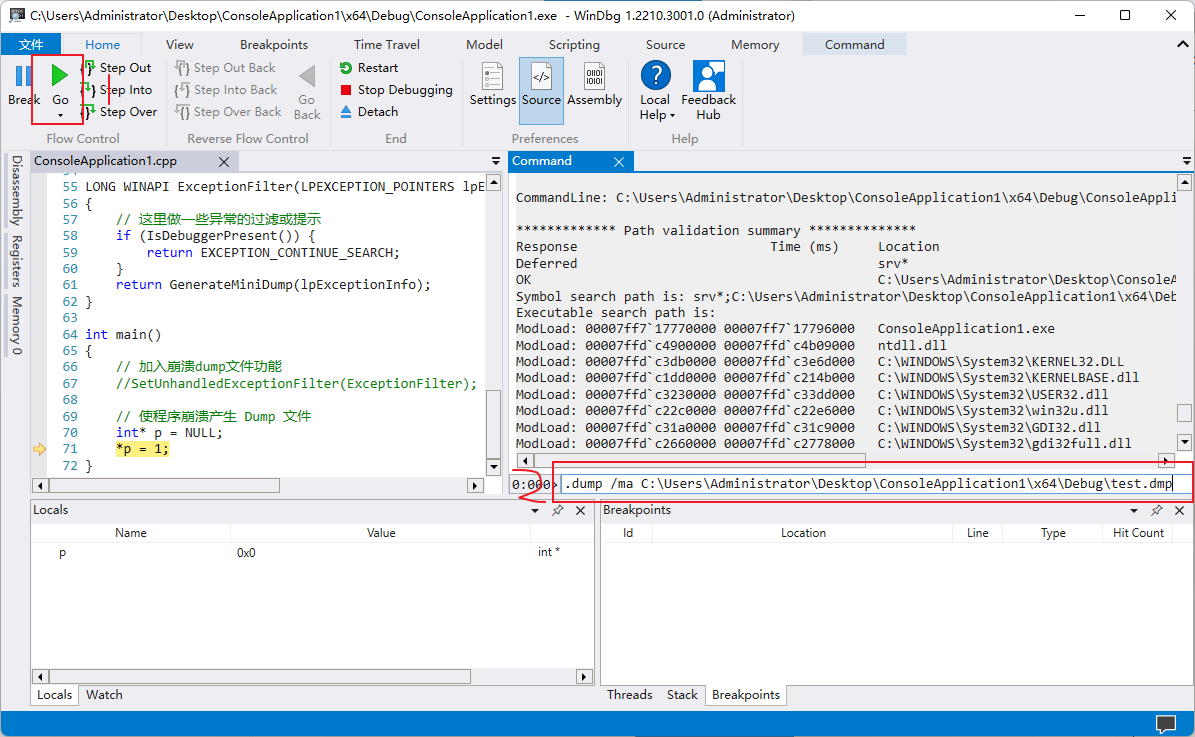 C:\Users\Administrator\Desktop\ConsoleApplication1\x64\Debug\ConsoleApplication1.exe - WinDbg 1.2210.3001.0 (Administrator)
文件 Home View Breakpoints Time Travel Model Scripting Source Memory Command
Break
Go
Step Out
Step Into
Step Over
Flow Control
Step Out Back
Step Into Back
Step Over Back
Go Back
Reverse Flow Control
Restart
Stop Debugging
Detach
End
Settings
Source
Assembly
Preferences
Local Help
Feedback Hub
Help
Disassembly
Registers
Memory 0
ConsoleApplication1.cpp
55 LONG WINAPI ExceptionFilter(LPEXCEPTION_POINTERS lpE
56 {
57 // 这里做一些异常的过滤或提示
58 if (IsDebuggerPresent()) {
59 return EXCEPTION_CONTINUE_SEARCH;
60 }
61 return GenerateMiniDump(lpExceptionInfo);
62 }
63
64 int main()
65 {
66 // 加入崩溃dump文件功能
67 //SetUnhandledExceptionFilter(ExceptionFilter);
68
69 // 使程序崩溃产生 Dump 文件
70 int* p = NULL;
71 *p = 1;
72 }
Command
CommandLine: C:\Users\Administrator\Desktop\ConsoleApplication1\x64\Debug\ConsoleAppli
************* Path validation summary **************
Response Time (ms) Location
Deferred srv*
OK C:\Users\Administrator\Desktop\ConsoleA
Symbol search path is: srv*;C:\Users\Administrator\Desktop\ConsoleApplication1\x64\Deb
Executable search path is:
ModLoad: 00007ff7`17770000 00007ff7`17796000 ConsoleApplication1.exe
ModLoad: 00007ffd`c4900000 00007ffd`c4b09000 ntdll.dll
ModLoad: 00007ffd`c3db0000 00007ffd`c3e6d000 C:\WINDOWS\System32\KERNEL32.DLL
ModLoad: 00007ffd`c1dd0000 00007ffd`c214b000 C:\WINDOWS\System32\KERNELBASE.dll
ModLoad: 00007ffd`c3230000 00007ffd`c33dd000 C:\WINDOWS\System32\USER32.dll
ModLoad: 00007ffd`c22c0000 00007ffd`c22e6000 C:\WINDOWS\System32\win32u.dll
ModLoad: 00007ffd`c31a0000 00007ffd`c31c9000 C:\WINDOWS\System32\GDI32.dll
ModLoad: 00007ffd`c2660000 00007ffd`c2778000 C:\WINDOWS\System32\gdi32full.dll
2
0:000> .dump /ma C:\Users\Administrator\Desktop\ConsoleApplication1\x64\Debug\test.dmp
Locals
Name Value
p 0x0 int *
Locals Watch
Breakpoints
Id Location Line Type Hit Count
Threads Stack Breakpoints